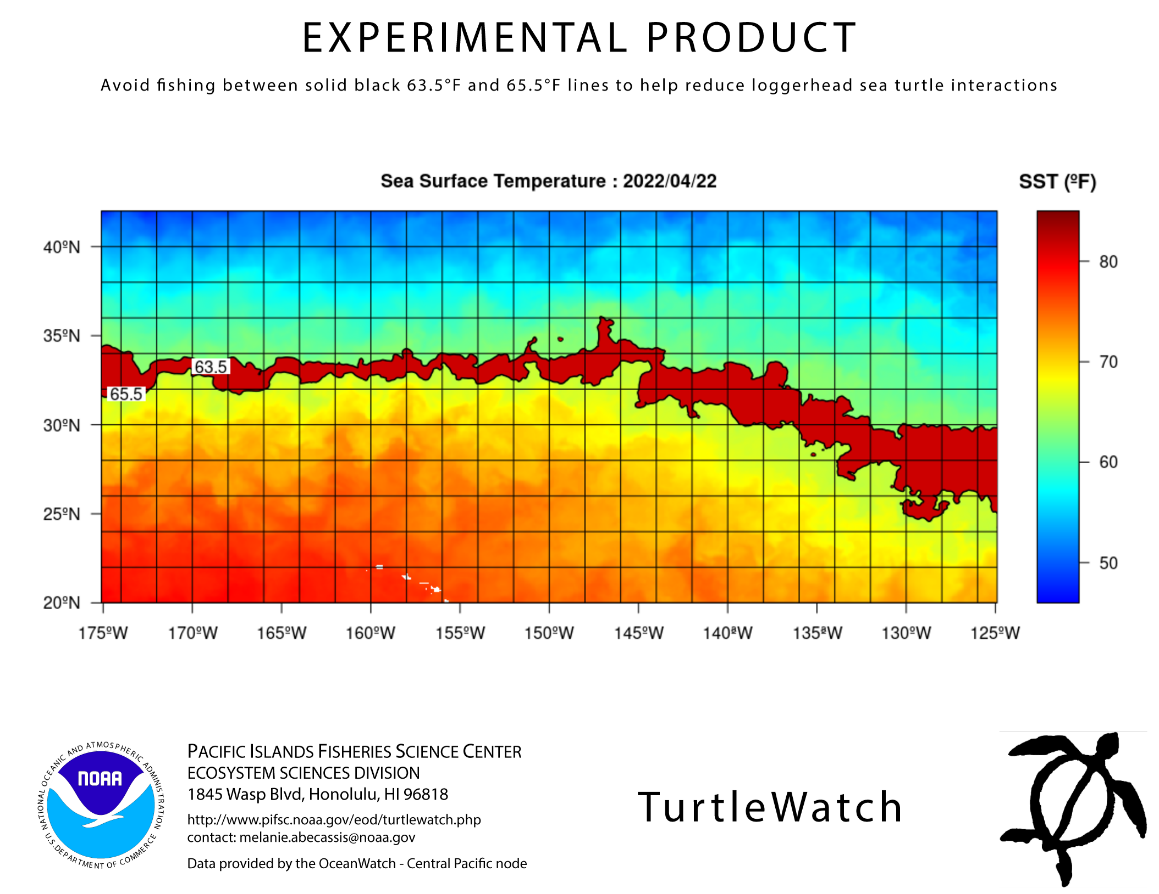 EXPERIMENTAL PRODUCT
Avoid fishing between solid black 63.5°F and 65.5°F lines to help reduce loggerhead sea turtle interactions
Sea Surface Temperature : 2022/04/22
SST (ºF)
40ºN
35ºN
30ºN
25ºN
20ºN
63.5
65.5
80
70
60
50
175ºW 170ºW 165ºW 160ºW 155ºW 150ºW 145ºW 140ºW 135ºW 130ºW 125ºW
NATIONAL OCEANIC AND ATMOSPHERIC ADMINISTRATION
NOAA
U.S. DEPARTMENT OF COMMERCE
PACIFIC ISLANDS FISHERIES SCIENCE CENTER
ECOSYSTEM SCIENCES DIVISION
1845 Wasp Blvd, Honolulu, HI 96818
http://www.pifsc.noaa.gov/eod/turtlewatch.php
contact: melanie.abecassis@noaa.gov
Data provided by the OceanWatch - Central Pacific node
TurtleWatch